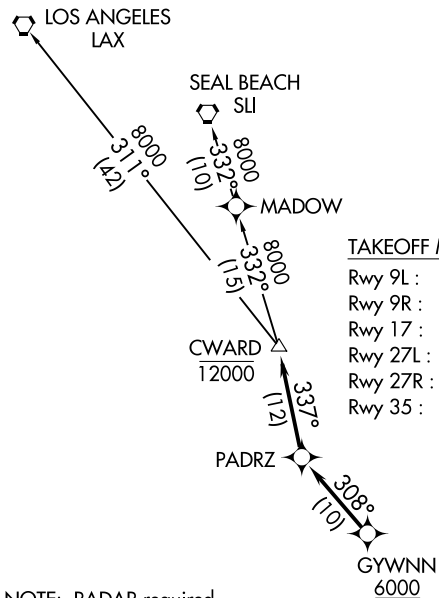 LOS ANGELES
LAX
SEAL BEACH
SLI
8000
311°
(42)
8000
332°
(10)
MADOW
8000
332°
(15)
TAKEOFF
Rwy 9L :
Rwy 9R :
Rwy 17 :
Rwy 27L :
Rwy 27R :
Rwy 35 :
CWARD
12000
337°
(12)
PADRZ
308°
(10)
GYWNN
6000
NOTE: RADAR required